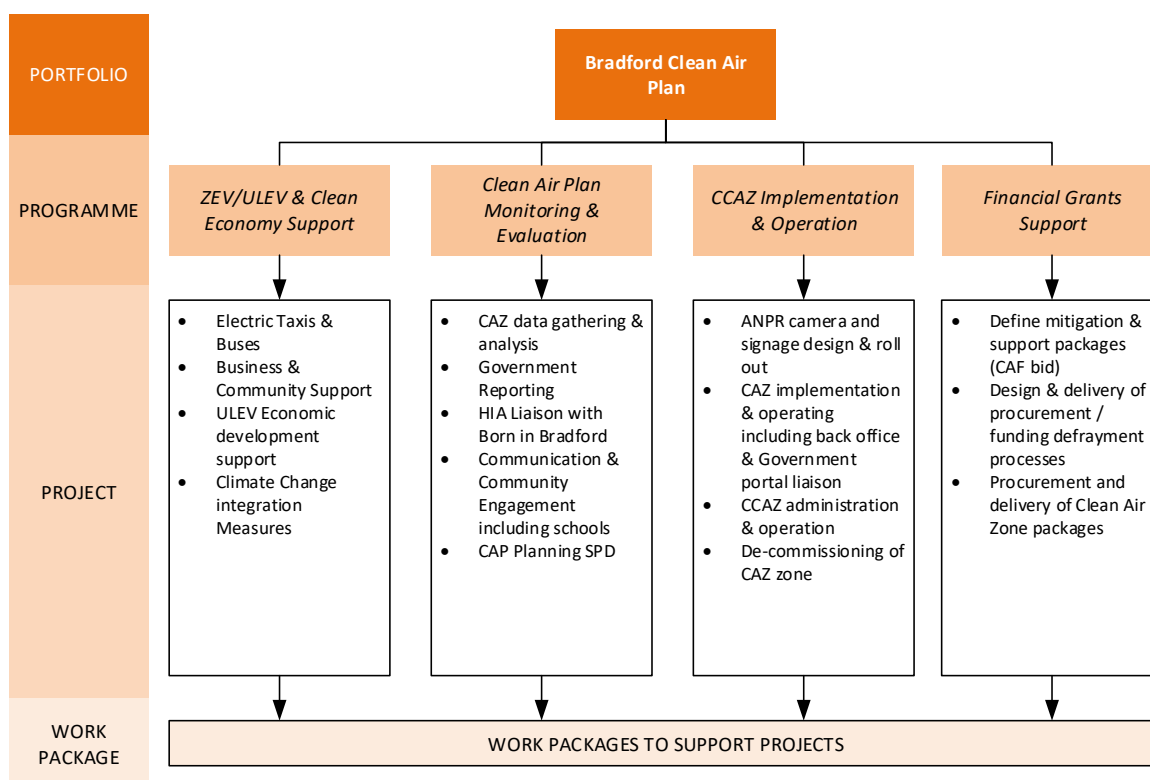 PORTFOLIO
Bradford Clean Air
Plan
PROGRAMME
ZEV/ULEV & Clean
Economy Support
Clean Air Plan
Monitoring &
Evaluation
CCAZ Implementation
& Operation
Financial Grants
Support
PROJECT
• Electric Taxis &
Buses
• Business &
Community Support
• ULEV Economic
development
support
• Climate Change
integration
Measures
• CAZ data gathering &
analysis
• Government
Reporting
• HIA Liaison with
Born in Bradford
• Communication &
Community
Engagement
including schools
• CAP Planning SPD
• ANPR camera and
signage design & roll
out
• CAZ implementation
& operating
including back office
& Government
portal liaison
• CCAZ administration
& operation
• De-commissioning of
CAZ zone
• Define mitigation &
support packages
(CAF bid)
• Design & delivery of
procurement /
funding defrayment
processes
• Procurement and
delivery of Clean Air
Zone packages
WORK
PACKAGE
WORK PACKAGES TO SUPPORT PROJECTS